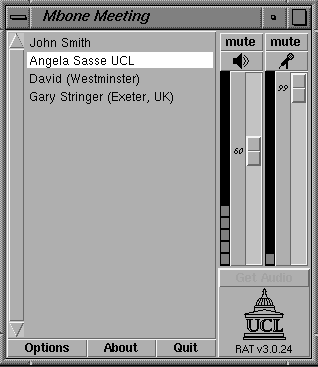 Mbone Meeting
John Smith
Angela Sasse UCL
David (Westminster)
Gary Stringer (Exeter, UK)
mute
mute
60
99
Get Audio
UCL
RAT v3.0.24
Options
About
Quit